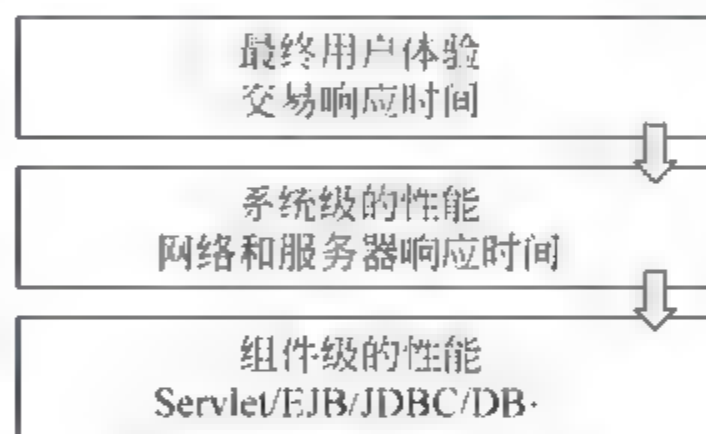 最终用户体验
交易响应时间
系统级的性能
网络和服务器响应时间
组件级的性能
Servlet/EJB/JDBC/DB·